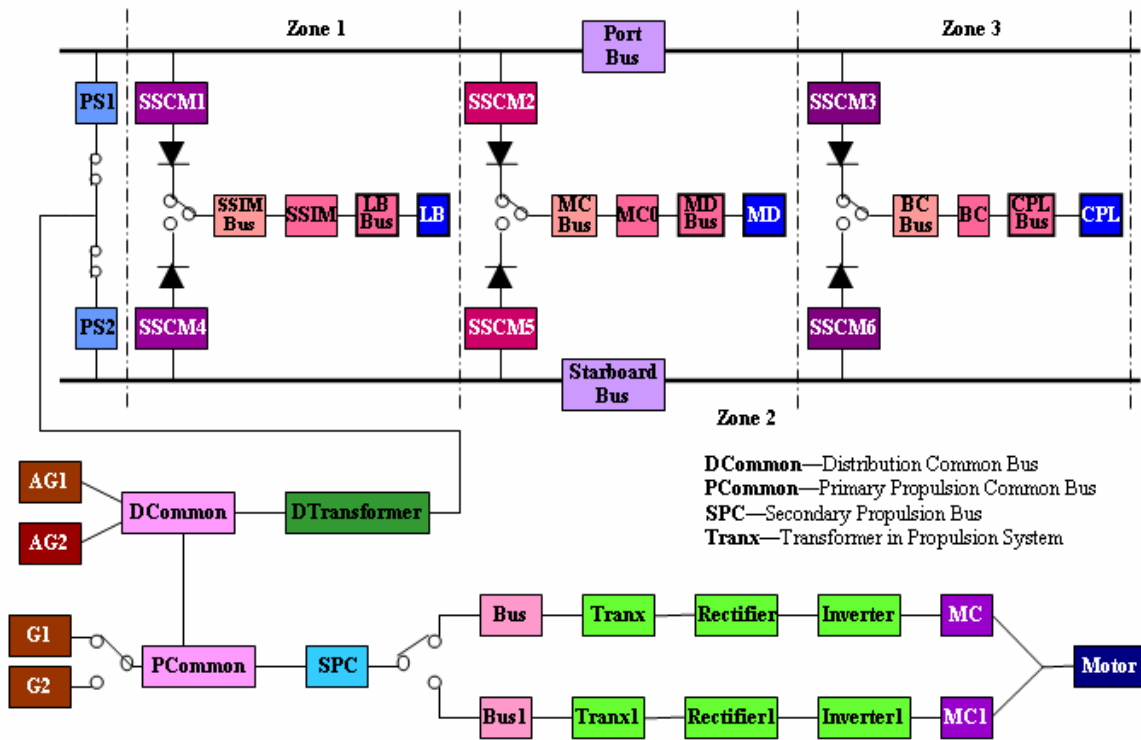 Zone 1
Port
Bus
Zone 3
PS1
SSCM1
SSCM2
SSCM3
SSIM
Bus
SSIM
LB
Bus
LB
MC
Bus
MC0
MD
Bus
MD
BC
Bus
BC
CPL
Bus
CPL
PS2
SSCM4
SSCM5
SSCM6
Starboard
Bus
Zone 2
DCommon—Distribution Common Bus
PCommon—Primary Propulsion Common Bus
SPC—Secondary Propulsion Bus
Tranx—Transformer in Propulsion System
AG1
DCommon
DTransformer
AG2
G1
G2
PCommon
SPC
Bus
Tranx
Rectifier
Inverter
MC
Motor
Bus1
Tranx1
Rectifier1
Inverter1
MC1